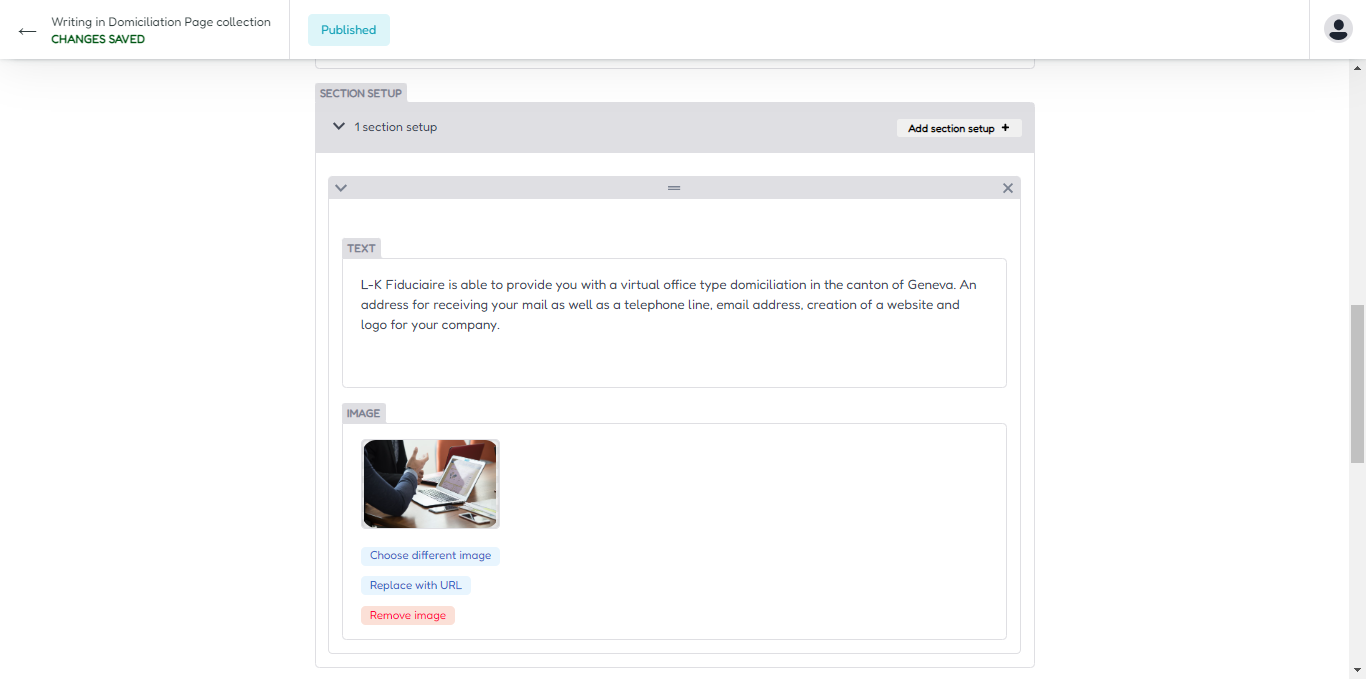 Writing in Domiciliation Page collection
CHANGES SAVED
Published
SECTION SETUP
1 section setup
Add section setup +
TEXT
L-K Fiduciaire is able to provide you with a virtual office type domiciliation in the canton of Geneva. An
address for receiving your mail as well as a telephone line, email address, creation of a website and
logo for your company.
IMAGE
Choose different image
Replace with URL
Remove image